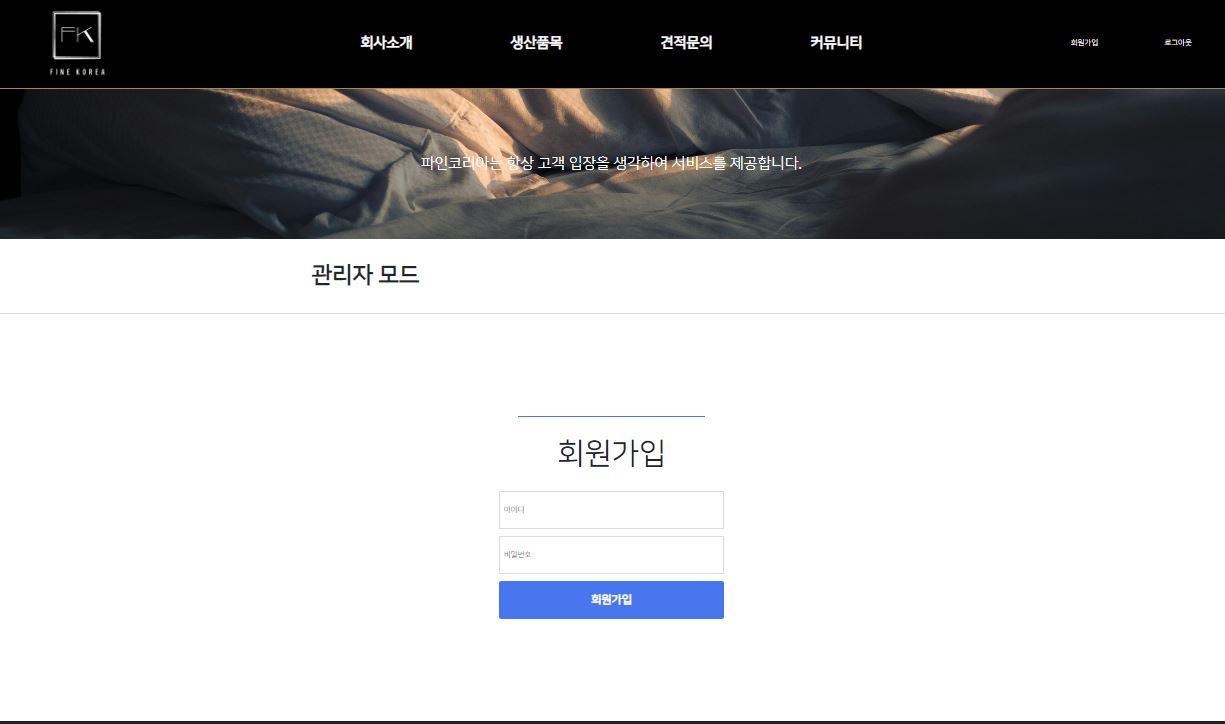 FK
FINE KOREA
회사소개
생산품목
견적문의
커뮤니티
회원가입
로그아웃
파인코리아는 항상 고객 입장을 생각하여 서비스를 제공합니다.
관리자 모드
회원가입
아이디
비밀번호
회원가입